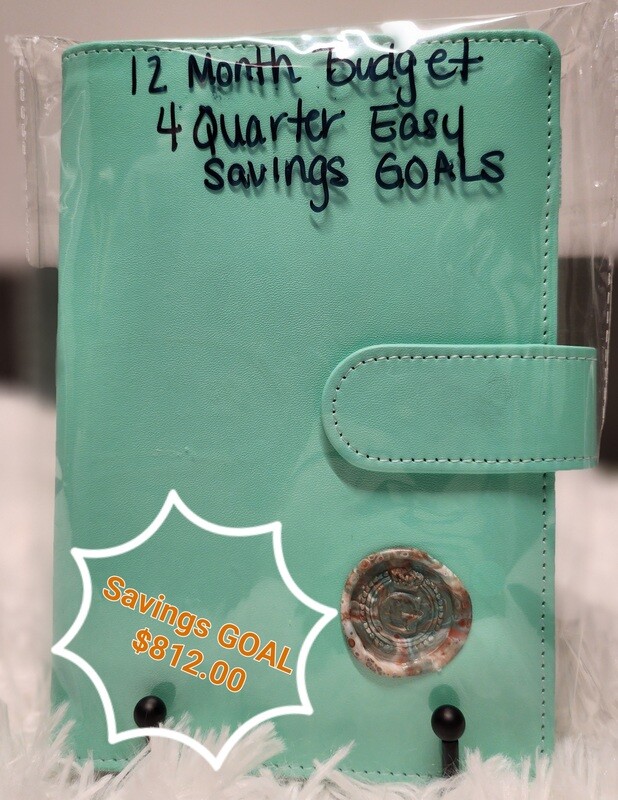 12 Month Budget
4 Quarter Easy
Savings GOALS
Savings GOAL
$812.00
G